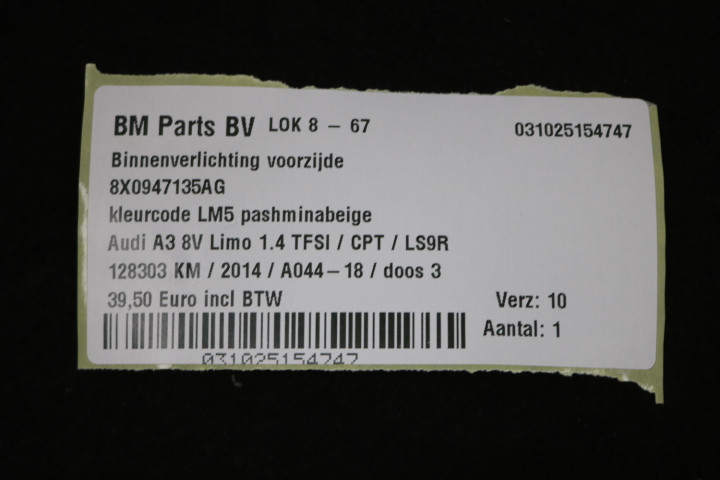 BM Parts BV LOK 8 - 67 031025154747
Binnenverlichting voorzijde
8X0947135AG
kleurcode LM5 pashminabeige
Audi A3 8V Limo 1.4 TFSI / CPT / LS9R
128303 KM / 2014 / A044-18 / doos 3
39,50 Euro incl BTW Verz: 10
Aantal: 1
031025154747